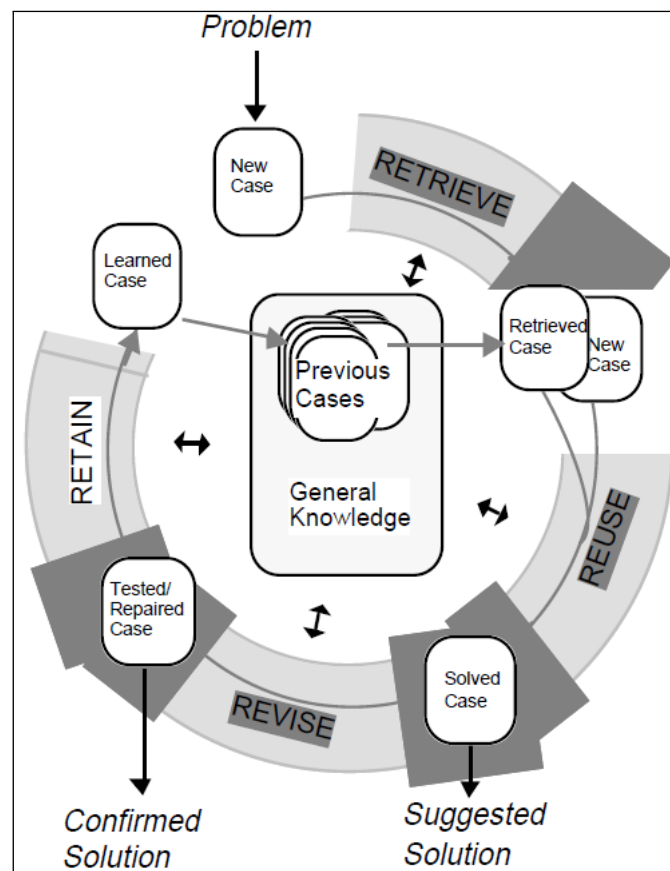 Problem
New
Case
RETRIEVE
Learned
Case
Retrieved
Case
New
Case
Previous
Cases
General
Knowledge
RETAIN
REUSE
Tested/
Repaired
Case
Solved
Case
REVISE
Confirmed
Solution
Suggested
Solution